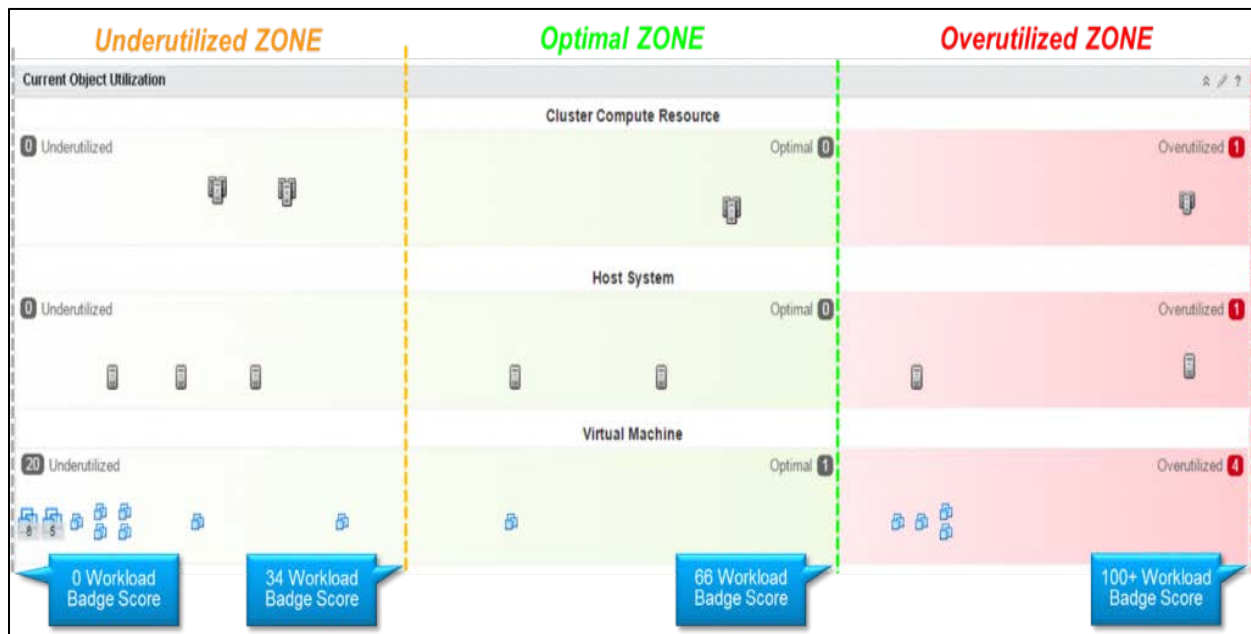 Underutilized ZONE Optimal ZONE Overutilized ZONE
Current Object Utilization ?
Cluster Compute Resource
0 Underutilized Optimal 0 Overutilized 1
Host System
0 Underutilized Optimal 0 Overutilized 1
Virtual Machine
20 Underutilized Optimal 1 Overutilized 4
8 5
0 Workload
Badge Score
34 Workload
Badge Score
66 Workload
Badge Score
100+ Workload
Badge Score